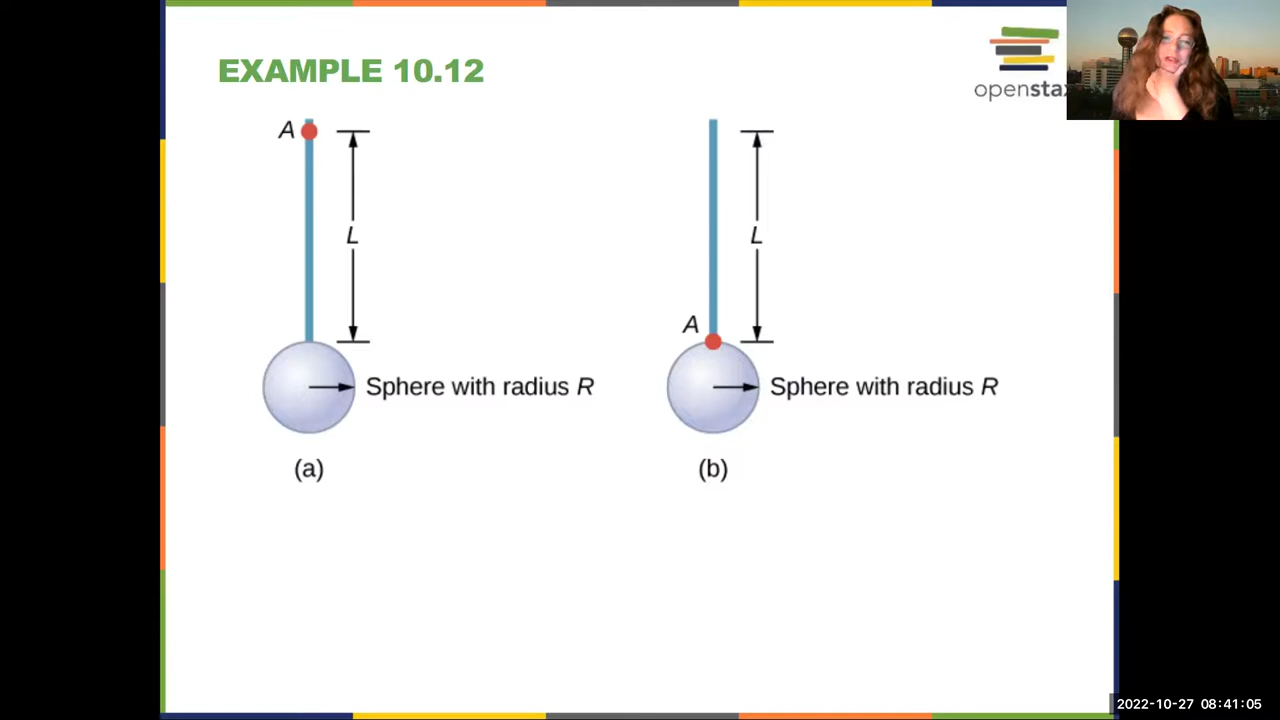 EXAMPLE 10.12
openstax
A
L
Sphere with radius R
(a)
L
A
Sphere with radius R
(b)
2022-10-27 08:41:05